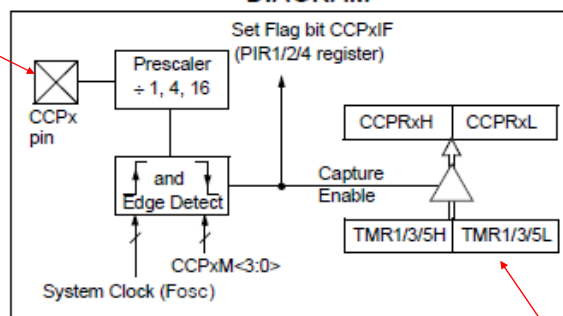 Set Flag bit CCPxIF
(PIR1/2/4 register)
Prescaler
÷ 1, 4, 16
CCPx
pin
CCPRxH CCPRxL
and
Edge Detect
Capture
Enable
TMR1/3/5H TMR1/3/5L
CCPxM<3:0>
System Clock (Fosc)